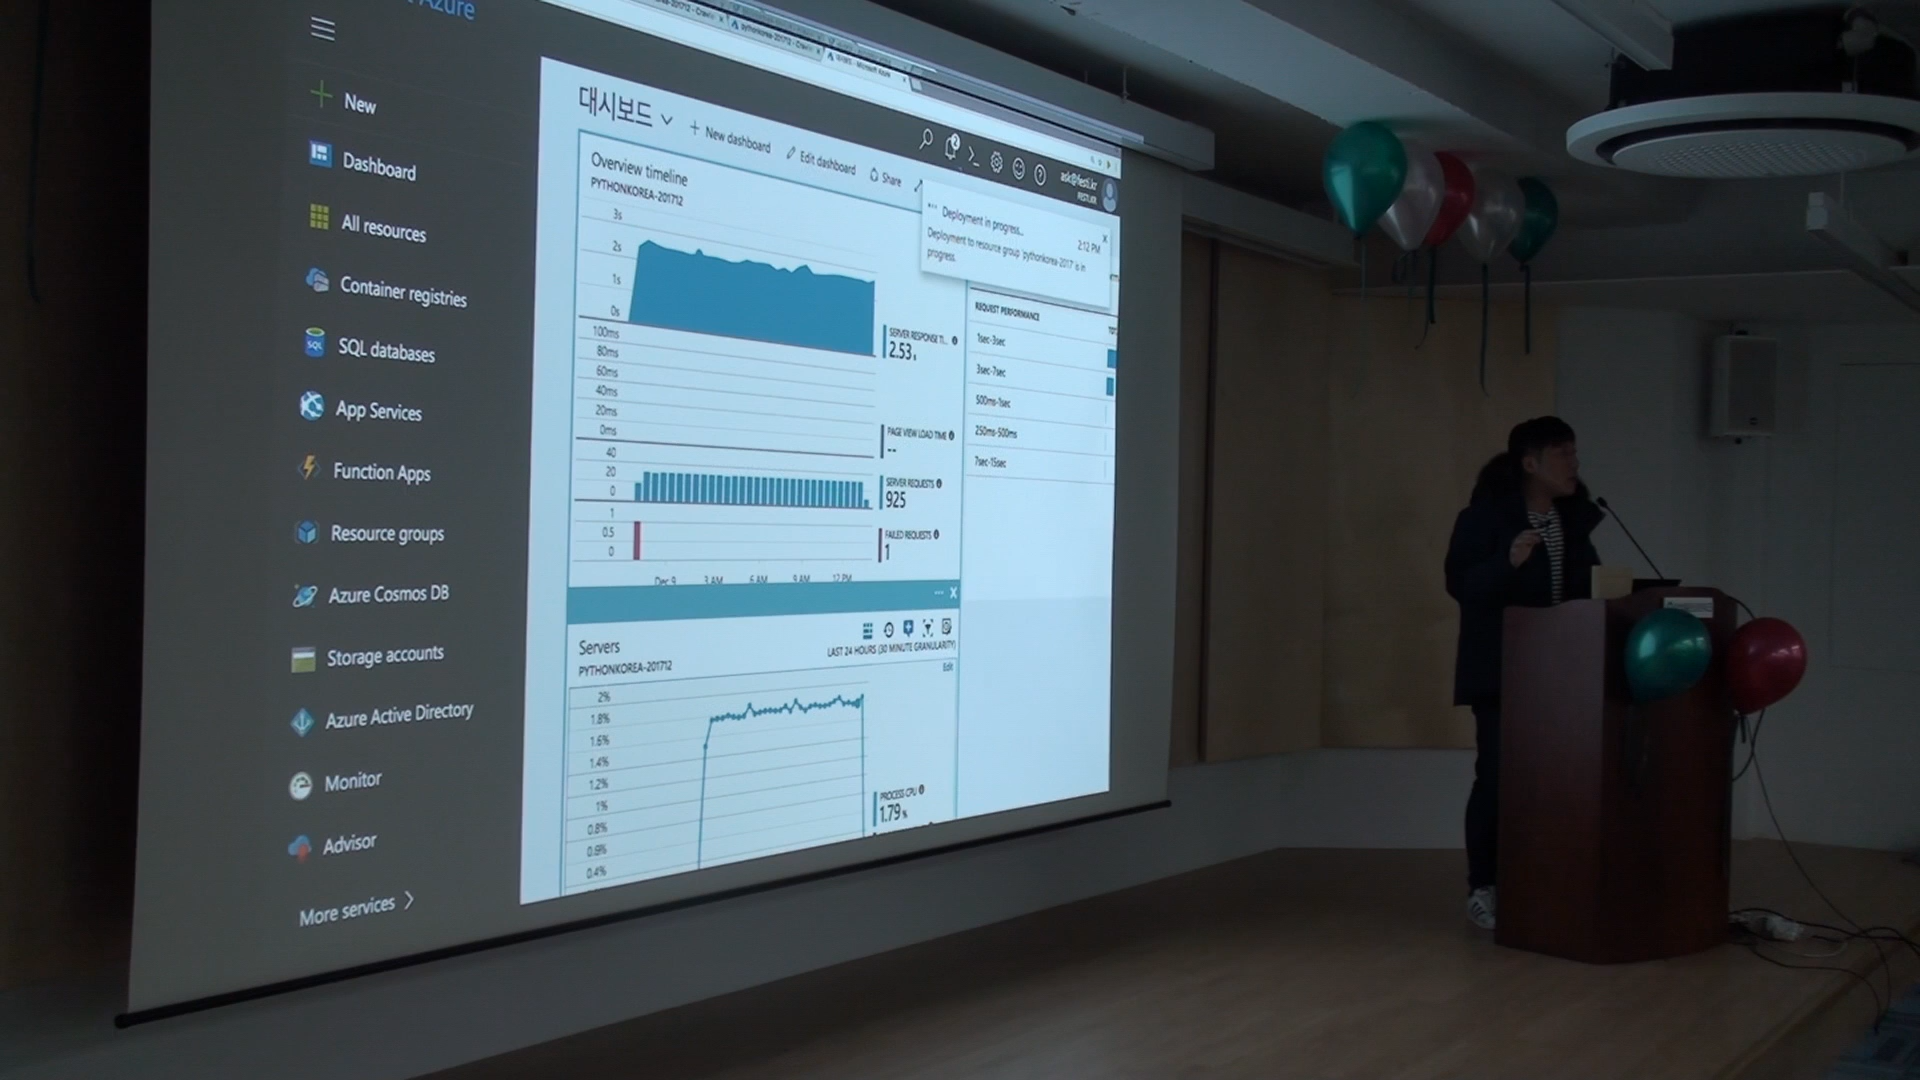 Azure
New
Dashboard
All resources
Container registries
SQL databases
App Services
Function Apps
Resource groups
Azure Cosmos DB
Storage accounts
Azure Active Directory
Monitor
Advisor
More services
대시보드
+ New dashboard
Edit dashboard
Share
2
ask@festi.kr
FESTI.KR
Deployment in progress...
2:12 PM
Deployment to resource group 'pythonkorea-2017' is in
progress.
Overview timeline
PYTHONKOREA-201712
3s
2s
1s
0s
SERVER RESPONSE TI...
2.53 s
100ms
80ms
60ms
40ms
20ms
0ms
PAGE VIEW LOAD TIME
--
40
20
0
SERVER REQUESTS
925
1
0.5
0
FAILED REQUESTS
1
Dec 9
3 AM
6 AM
9 AM
12 PM
REQUEST PERFORMANCE
1sec-3sec
3sec-7sec
500ms-1sec
250ms-500ms
7sec-15sec
Servers
LAST 24 HOURS (30 MINUTE GRANULARITY)
PYTHONKOREA-201712
Edit
2%
1.8%
1.6%
1.4%
1.2%
1%
0.8%
0.6%
0.4%
PROCESS CPU
1.79 %